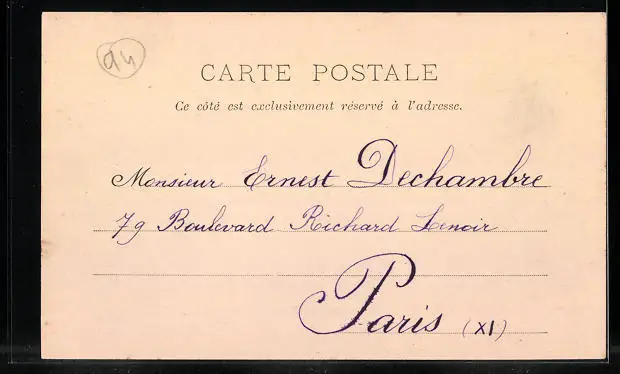 94
CARTE POSTALE
Ce côté est exclusivement réservé à l'adresse.
Monsieur Ernest Dechambre
79 Boulevard Richard Lenoir
Paris (XI)